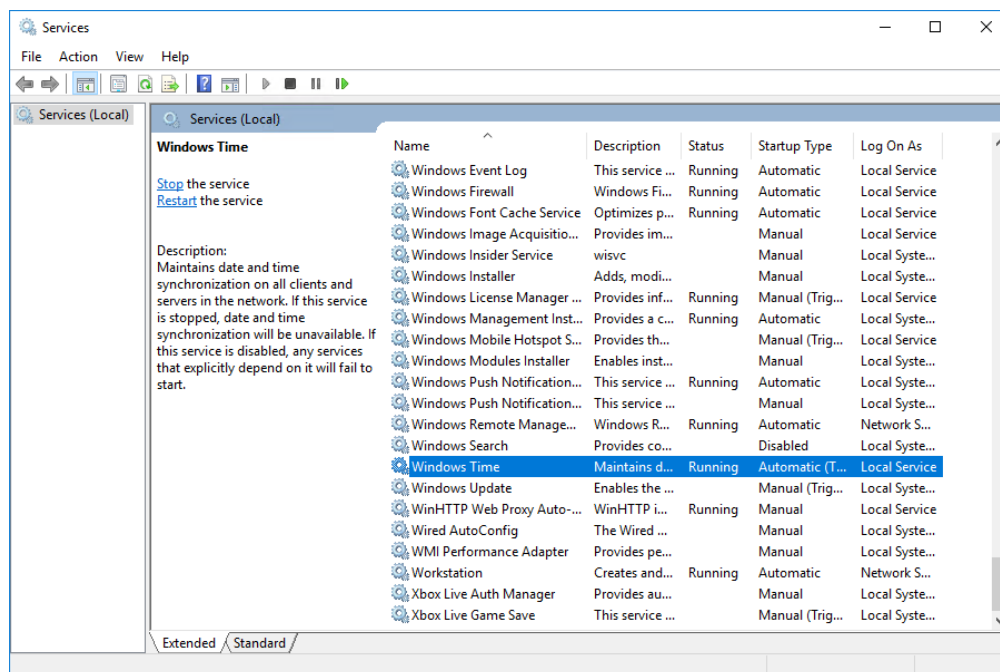 Services
File Action View Help
Services (Local)
Services (Local)
Windows Time
Stop the service
Restart the service
Description:
Maintains date and time
synchronization on all clients and
servers in the network. If this service
is stopped, date and time
synchronization will be unavailable. If
this service is disabled, any services
that explicitly depend on it will fail to
start.
Name Description Status Startup Type Log On As
Windows Event Log This service ... Running Automatic Local Service
Windows Firewall Windows Fi... Running Automatic Local Service
Windows Font Cache Service Optimizes p... Running Automatic Local Service
Windows Image Acquisitio... Provides im... Manual Local Service
Windows Insider Service wisvc Manual Local Syste...
Windows Installer Adds, modi... Manual Local Syste...
Windows License Manager ... Provides inf... Running Manual (Trig... Local Service
Windows Management Inst... Provides a c... Running Automatic Local Syste...
Windows Mobile Hotspot S... Provides th... Manual (Trig... Local Service
Windows Modules Installer Enables inst... Manual Local Syste...
Windows Push Notification... This service ... Running Automatic Local Syste...
Windows Push Notification... This service ... Manual Local Syste...
Windows Remote Manage... Windows R... Running Automatic Network S...
Windows Search Provides co... Disabled Local Syste...
Windows Time Maintains d... Running Automatic (T... Local Service
Windows Update Enables the ... Manual (Trig... Local Syste...
WinHTTP Web Proxy Auto-... WinHTTP i... Running Manual Local Service
Wired AutoConfig The Wired ... Manual Local Syste...
WMI Performance Adapter Provides pe... Manual Local Syste...
Workstation Creates and... Running Automatic Network S...
Xbox Live Auth Manager Provides au... Manual Local Syste...
Xbox Live Game Save This service ... Manual (Trig... Local Syste...
Extended Standard